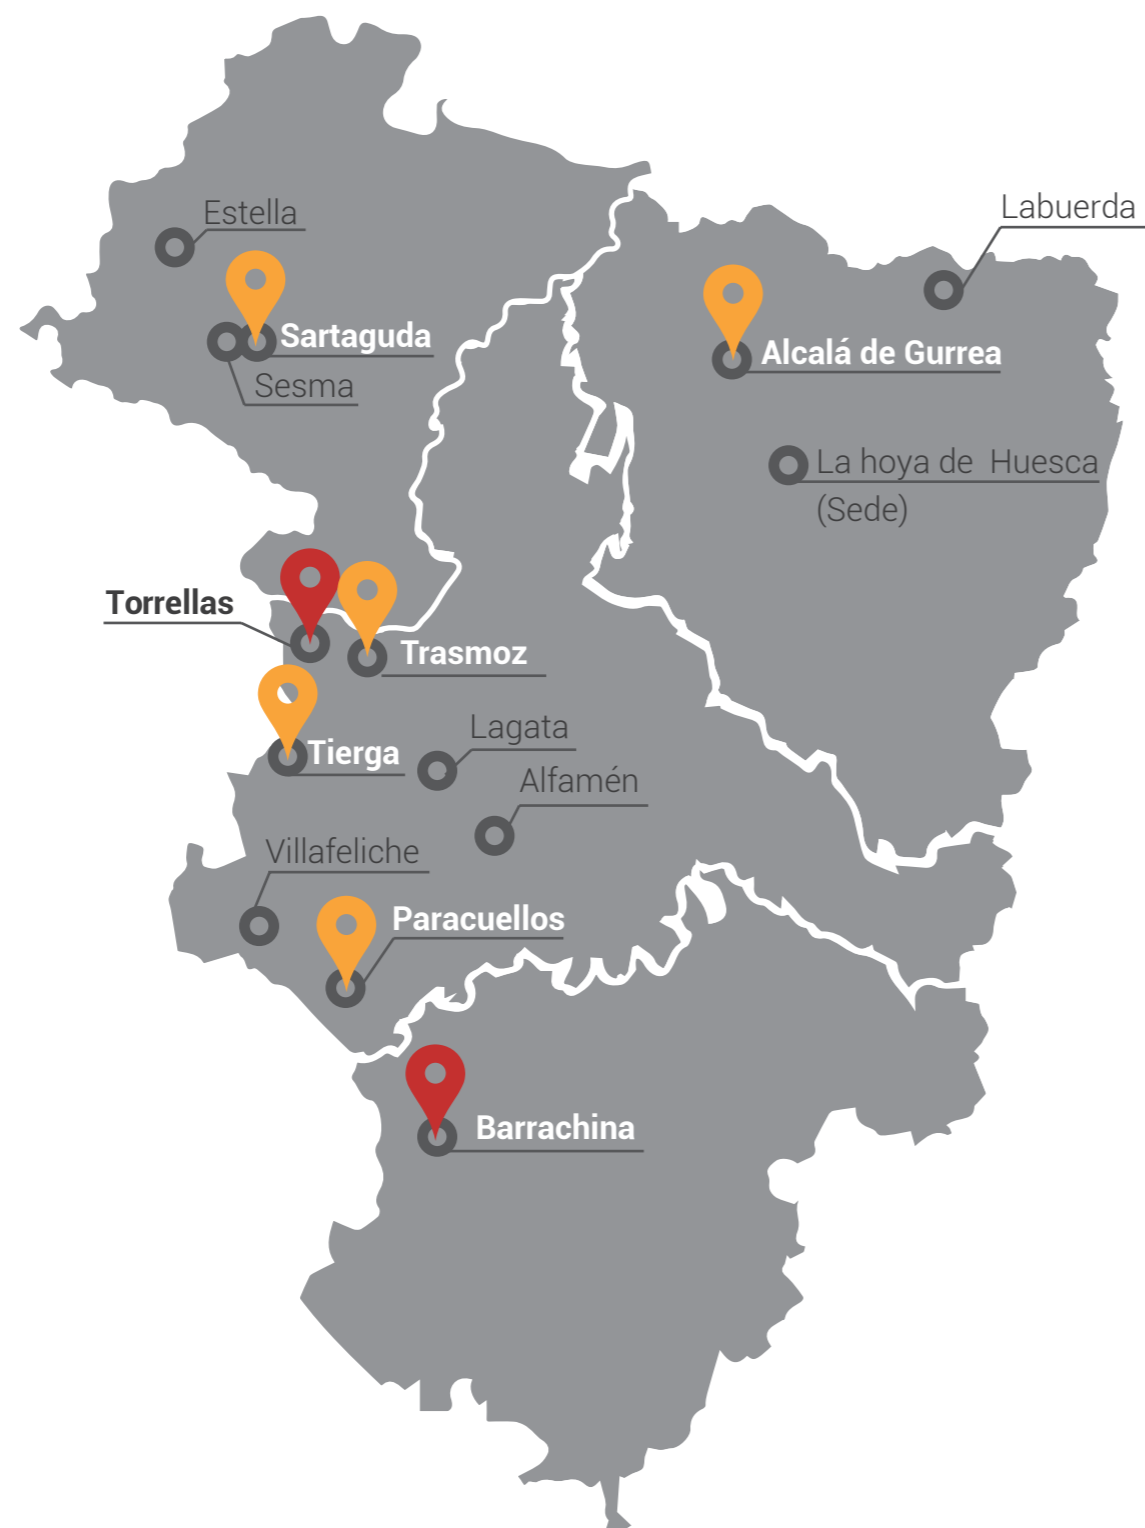 Labuerda
Estella
Sartaguda
Alcalá de Gurrea
Sesma
La hoya de Huesca
(Sede)
Torrellas
Trasmoz
Lagata
Tierga
Alfamén
Villafeliche
Paracuellos
Barrachina